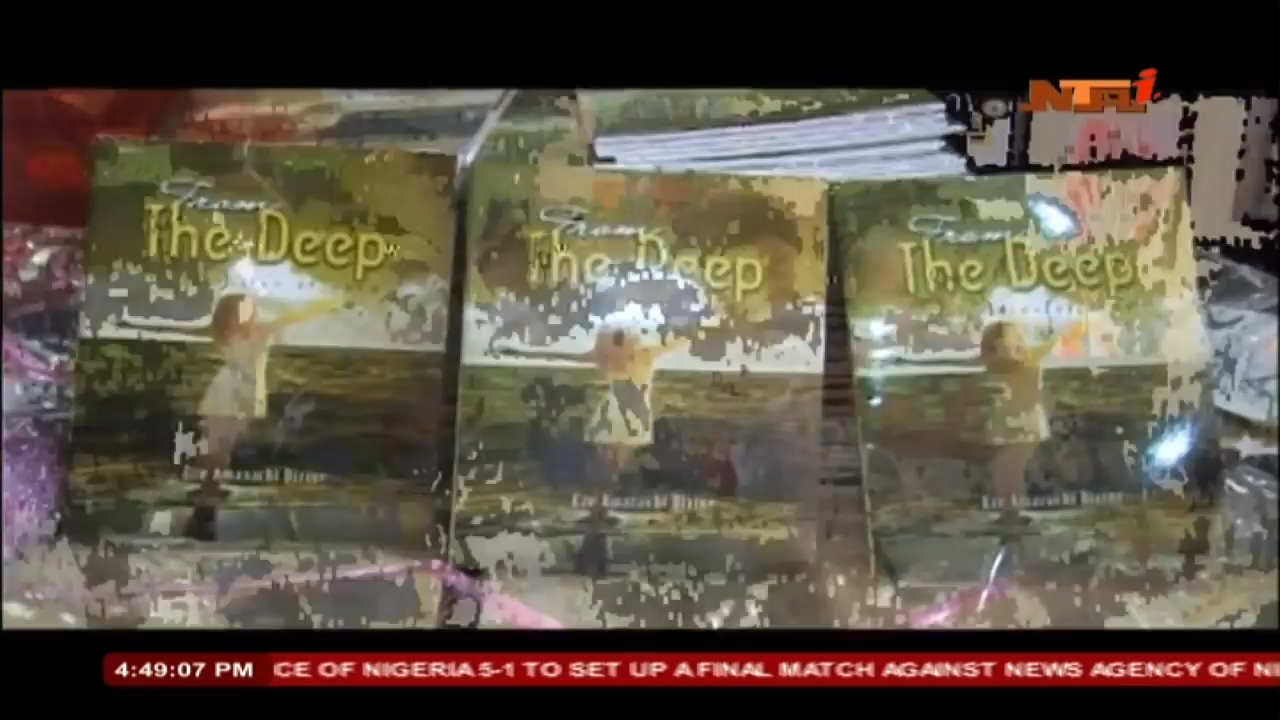 NTAi
From
The Deep
From
The Deep
From
The Deep
4:49:07 PM CE OF NIGERIA 5-1 TO SET UP A FINAL MATCH AGAINST NEWS AGENCY OF NI